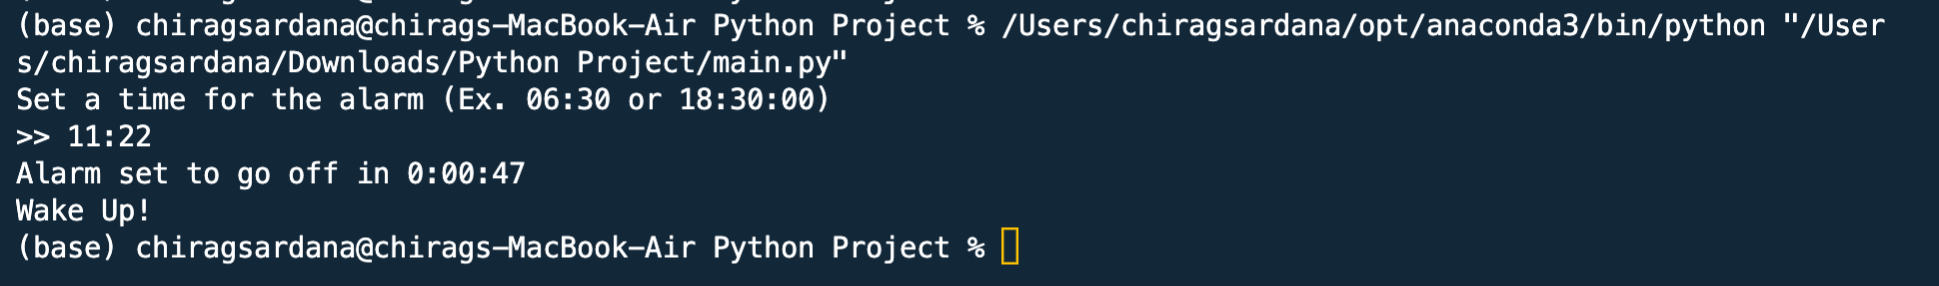 (base) chiragsardana@chirags-MacBook-Air Python Project % /Users/chiragsardana/opt/anaconda3/bin/python "/User
s/chiragsardana/Downloads/Python Project/main.py"
Set a time for the alarm (Ex. 06:30 or 18:30:00)
>> 11:22
Alarm set to go off in 0:00:47
Wake Up!
(base) chiragsardana@chirags-MacBook-Air Python Project %